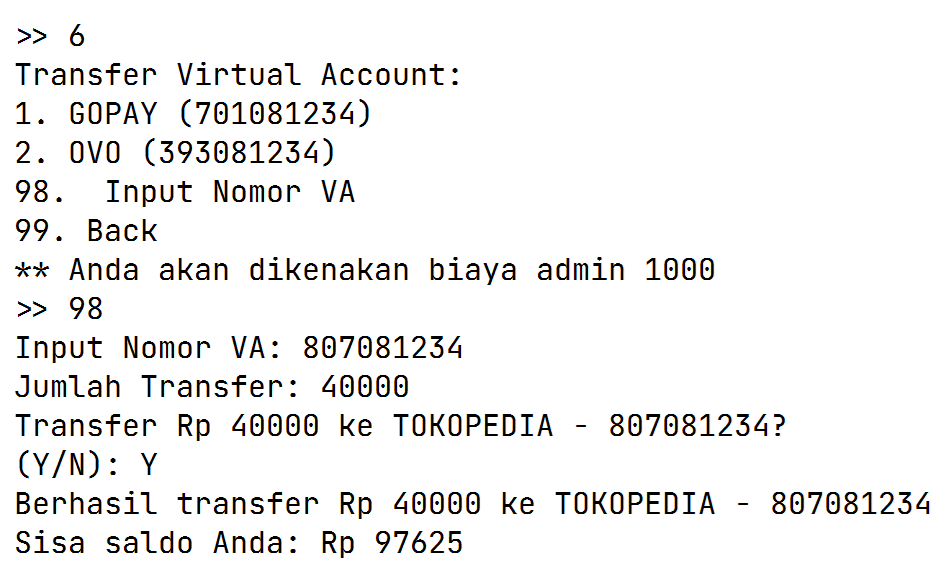 >> 6
Transfer Virtual Account:
1. GOPAY (701081234)
2. OVO (393081234)
98.  Input Nomor VA
99. Back
** Anda akan dikenakan biaya admin 1000
>> 98
Input Nomor VA: 807081234
Jumlah Transfer: 40000
Transfer Rp 40000 ke TOKOPEDIA - 807081234?
(Y/N): Y
Berhasil transfer Rp 40000 ke TOKOPEDIA - 807081234
Sisa saldo Anda: Rp 97625